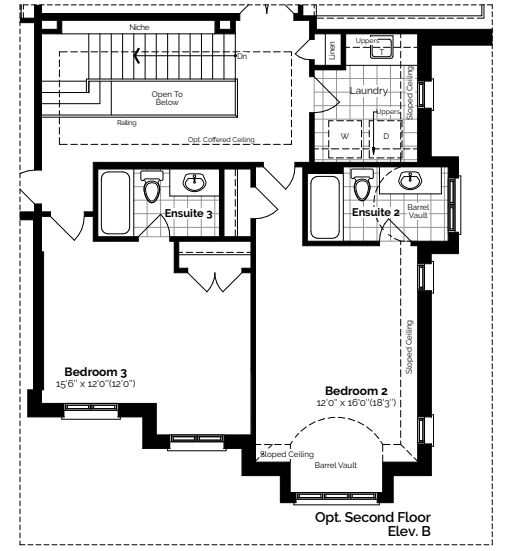 Niche
Uppers
Linen
T
Dn
Sloped Ceiling
Laundry
Open To
Below
Uppers
Railing
W
D
Opt. Coffered Ceiling
Ensuite 3
Ensuite 2
Barrel
Vault
Sloped Ceiling
Bedroom 3
15'6" x 12'0"(12'0")
Bedroom 2
12'0" x 16'0"(18'3")
Sloped Ceiling
Barrel Vault
Opt. Second Floor
Elev. B